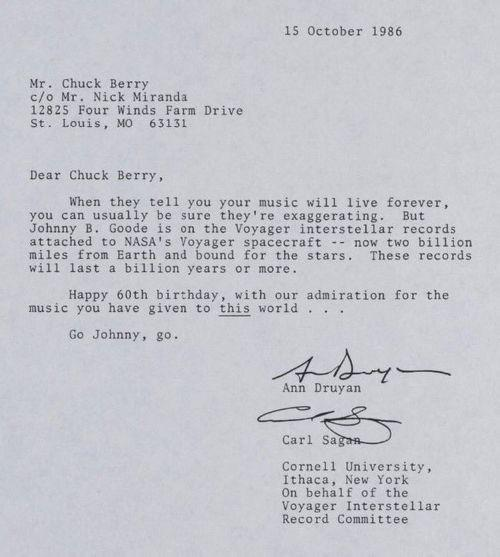 15 October 1986
Mr. Chuck Berry
c/o Mr. Nick Miranda
12825 Four Winds Farm Drive
St. Louis, MO  63131
Dear Chuck Berry,
When they tell you your music will live forever,
you can usually be sure they're exaggerating.  But
Johnny B. Goode is on the Voyager interstellar records
attached to NASA's Voyager spacecraft -- now two billion
miles from Earth and bound for the stars.  These records
will last a billion years or more.
Happy 60th birthday, with our admiration for the
music you have given to this world . . .
Go Johnny, go.
Ann Druyan
Ann Druyan
Carl Sagan
Cornell University,
Ithaca, New York
On behalf of the
Voyager Interstellar
Record Committee